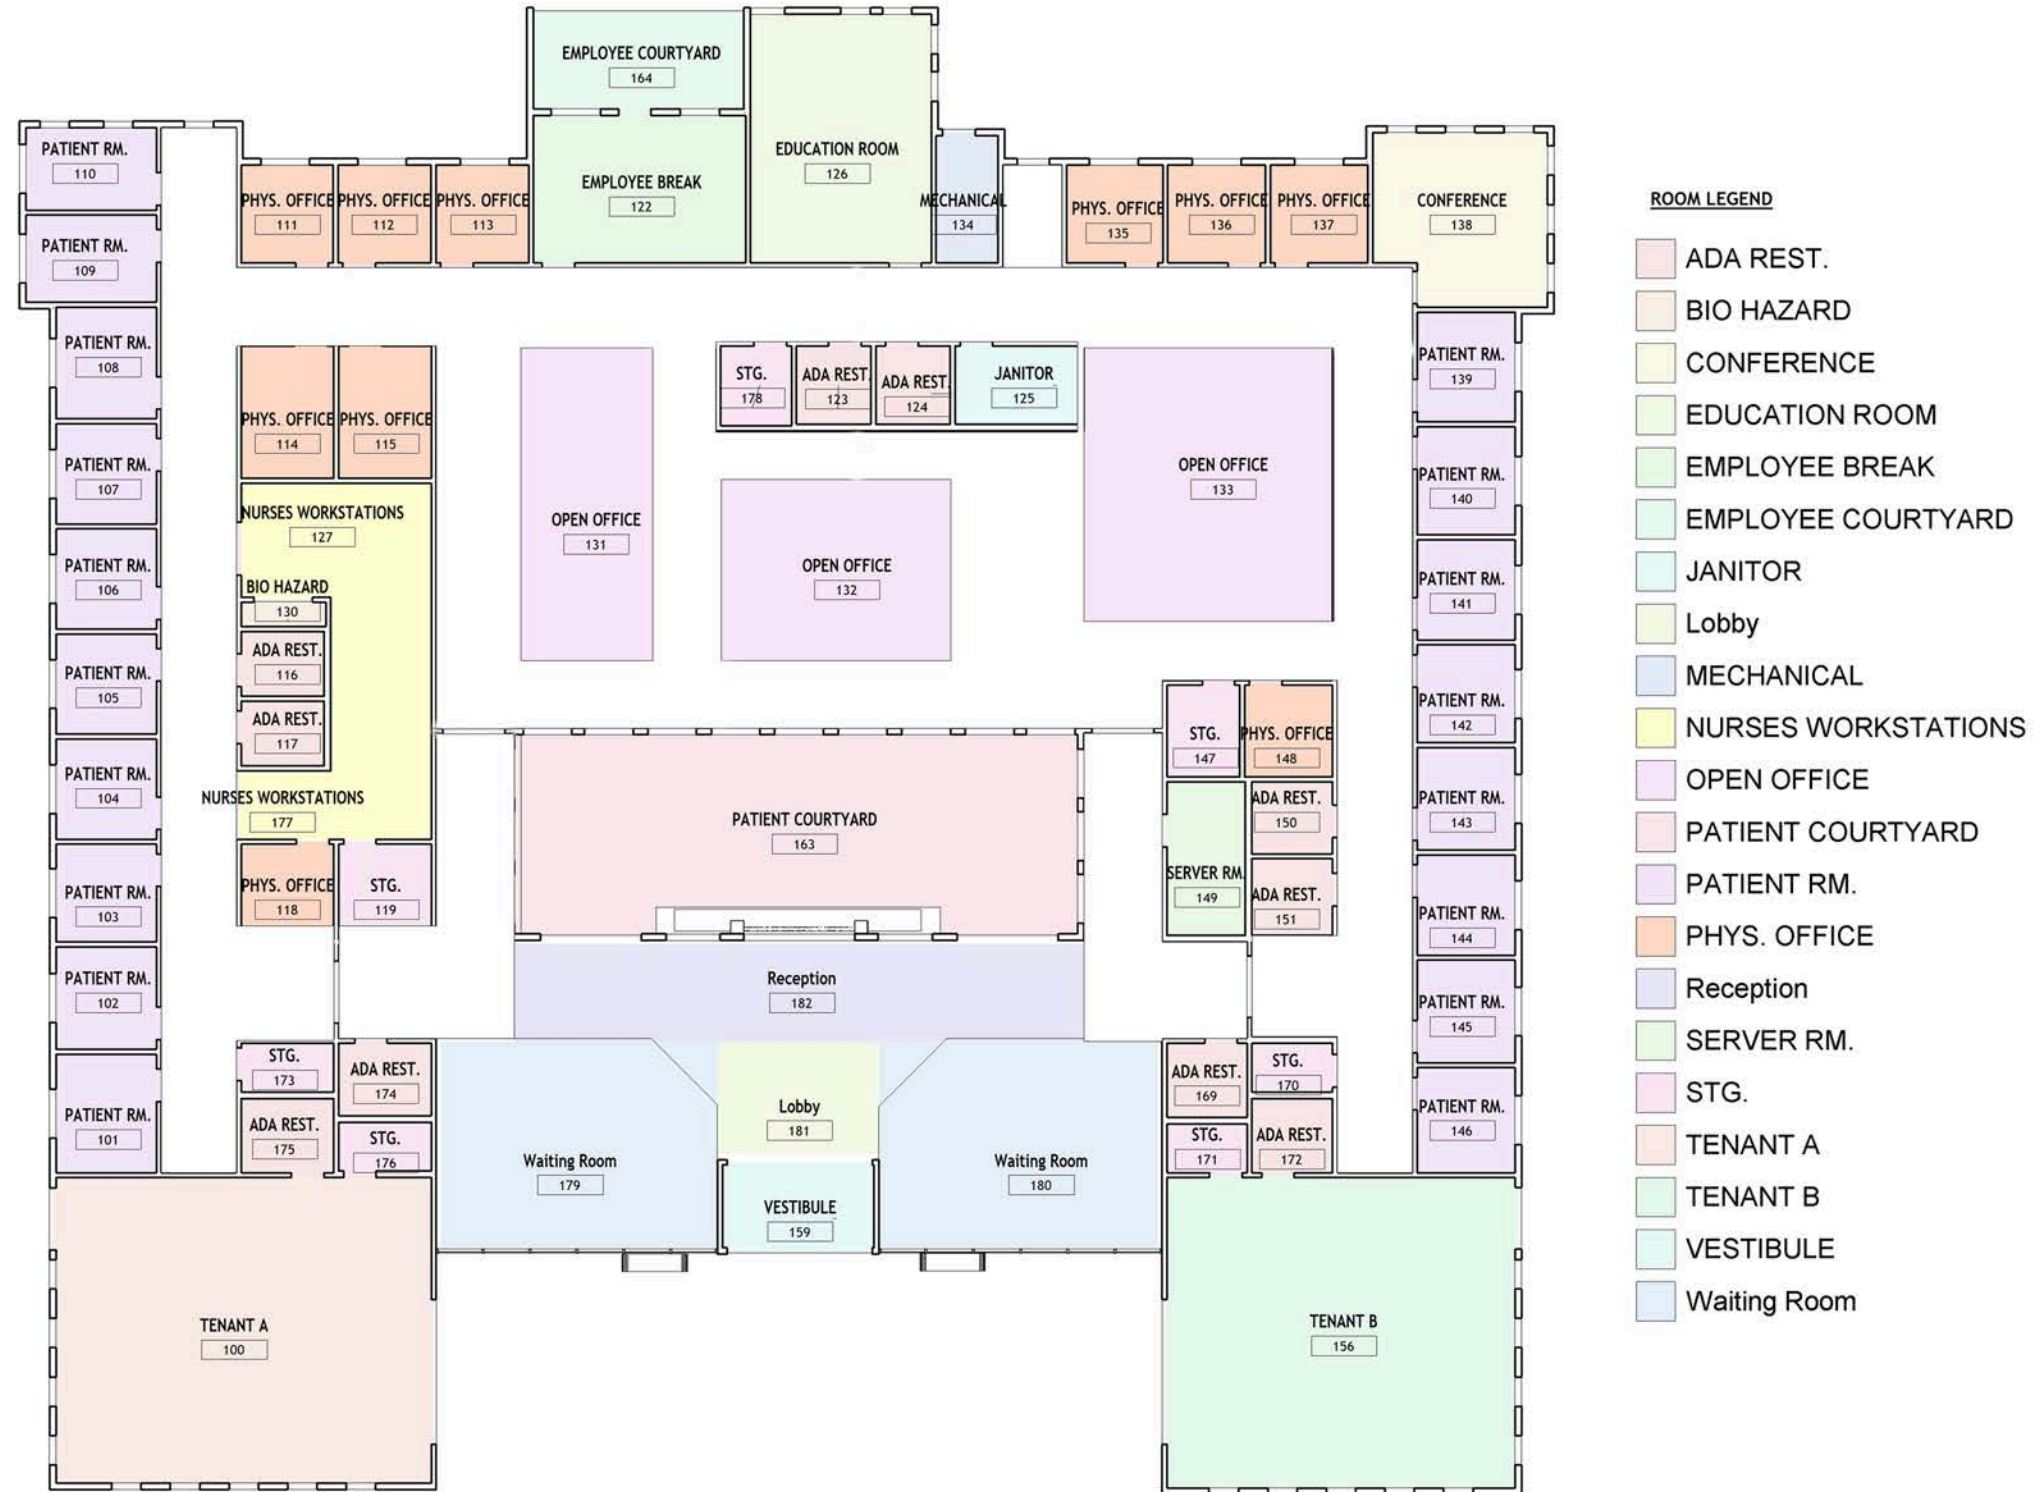 EMPLOYEE COURTYARD
164
EDUCATION ROOM
126
EMPLOYEE BREAK
122
PATIENT RM.
110
PATIENT RM.
109
PHYS. OFFICE
111
PHYS. OFFICE
112
PHYS. OFFICE
113
MECHANICAL
134
PHYS. OFFICE
135
PHYS. OFFICE
136
PHYS. OFFICE
137
CONFERENCE
138
PATIENT RM.
108
PATIENT RM.
107
PATIENT RM.
106
PATIENT RM.
105
PATIENT RM.
104
PATIENT RM.
103
PATIENT RM.
102
PATIENT RM.
101
PHYS. OFFICE
114
PHYS. OFFICE
115
NURSES WORKSTATIONS
127
BIO HAZARD
130
ADA REST.
116
ADA REST.
117
NURSES WORKSTATIONS
177
PHYS. OFFICE
118
STG.
119
STG.
173
ADA REST.
174
ADA REST.
175
STG.
176
OPEN OFFICE
131
STG.
178
ADA REST.
123
ADA REST.
124
JANITOR
125
OPEN OFFICE
132
OPEN OFFICE
133
PATIENT COURTYARD
163
Reception
182
Lobby
181
Waiting Room
179
VESTIBULE
159
Waiting Room
180
STG.
147
PHYS. OFFICE
148
SERVER RM.
149
ADA REST.
150
ADA REST.
151
ADA REST.
169
STG.
170
STG.
171
ADA REST.
172
PATIENT RM.
139
PATIENT RM.
140
PATIENT RM.
141
PATIENT RM.
142
PATIENT RM.
143
PATIENT RM.
144
PATIENT RM.
145
PATIENT RM.
146
TENANT A
100
TENANT B
156
ROOM LEGEND
ADA REST.
BIO HAZARD
CONFERENCE
EDUCATION ROOM
EMPLOYEE BREAK
EMPLOYEE COURTYARD
JANITOR
Lobby
MECHANICAL
NURSES WORKSTATIONS
OPEN OFFICE
PATIENT COURTYARD
PATIENT RM.
PHYS. OFFICE
Reception
SERVER RM.
STG.
TENANT A
TENANT B
VESTIBULE
Waiting Room